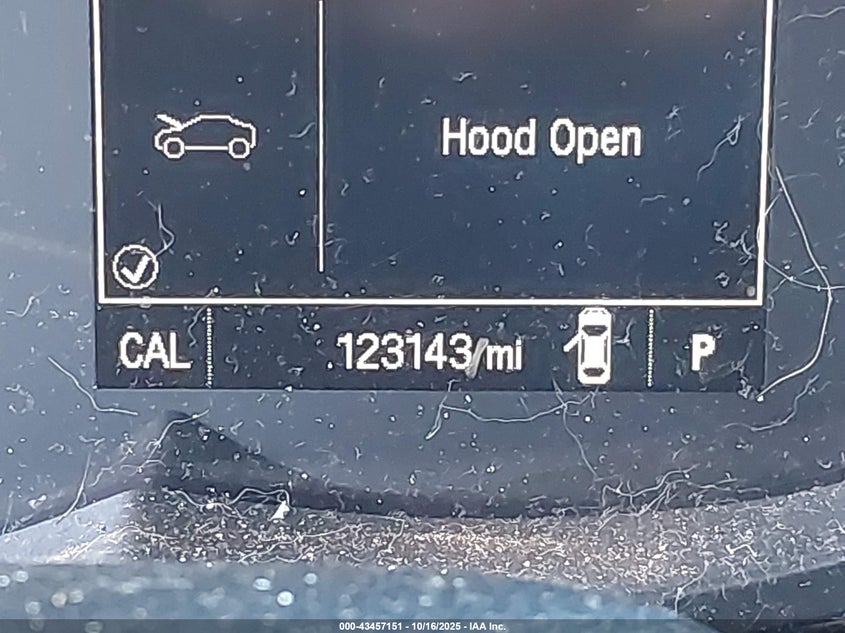 Hood Open
CAL 123143 mi P
000-43457151 - 10/16/2025 - IAA Inc.